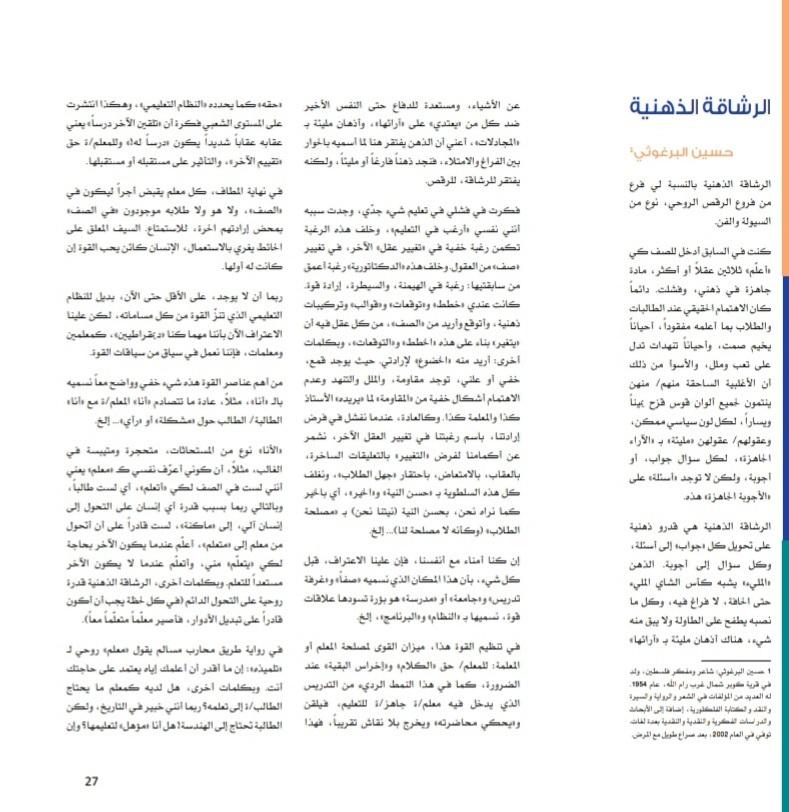 الرشاقة الذهنية
حسين البرغوثي¹
الرشاقة الذهنية بالنسبة لي فرع
من فروع الرقص الروحي، نوع من
السيولة والفن.
كنت في السابق أدخل للصف كي
«أعلّم» ثلاثين عقلاً أو أكثر، مادة
جاهزة في ذهني، وفشلت. دائماً
كان الاهتمام الحقيقي عند الطالبات
والطلاب بما أعلمه مفقوداً، أحياناً
يخيم صمت، وأحياناً تنهدات تدل
على تعب وملل، والأسوأ من ذلك
أن الأغلبية الساحقة منهم/ منهن
ينتمون لجميع ألوان قوس قزح يميناً
ويساراً، لكل لون سياسي ممكن،
وعقولهم/ عقولهن «مليئة» بـ «الآراء
الجاهزة»، لكل سؤال جواب، أو
أجوبة، ولكن لا توجد «أسئلة» على
«الأجوبة الجاهزة» هذه.
الرشاقة الذهنية هي قدرو ذهنية
على تحويل كل «جواب» إلى أسئلة،
وكل سؤال إلى أجوبة. الذهن
«المليء» يشبه كأس الشاي المليء
حتى الحافة، لا فراغ فيه، وكل ما
نصبه يطفح على الطاولة ولا يبق منه
شيء، هناك أذهان مليئة بـ «آرائها»
1 حسين البرغوثي: شاعر ومفكر فلسطين، ولد
في قرية كوبر شمال غرب رام الله، عام 1954.
له العديد من المؤلفات في الشعر والرواية والسيرة
والنقد والكتابة الفلكلورية، إضافة إلى الأبحاث
والدراسات الفكرية والنقدية والنقدية بعدة لغات.
توفي في العام 2002، بعد صراع طويل مع المرض.
عن الأشياء، ومستعدة للدفاع حتى النفس الأخير
ضد كل من «يعتدي» على «آرائها»، وأذهان مليئة بـ
«المجادلات»، أعني أن الذهن يفتقر هنا لما أسميه بالحوار
بين الفراغ والامتلاء، فتجد ذهناً فارغاً أو مليئاً، ولكنه
يفتقر للرشاقة، للرقص.
فكرت في فشلي في تعليم شيء جدّي، وجدت سببه
أنني نفسي «أرغب في التعليم»، وخلف هذه الرغبة
تكمن رغبة خفية في «تغيير عقل» الآخر، في تغيير
«صف» من العقول. وخلف هذه «الدكتاتورية» رغبة أعمق
من سابقتيها: رغبة في الهيمنة، والسيطرة، إرادة قوة.
كانت عندي «خطط» و«توقعات» و«قوالب» وتركيبات
ذهنية، وأتوقع وأريد من «الصف»، من كل عقل فيه أن
«يتغير» بناء على هذه «الخطط» و«التوقعات»، وبكلمات
أخرى: أريد منه «الخضوع» لإرادتي. حيث يوجد قمع،
خفي أو علني، توجد مقاومة، والملل والتنهد وعدم
الاهتمام أشكال خفية من «المقاومة» لما «يريده» الأستاذ
كذا والمعلمة كذا. وكالعادة، عندما نفشل في فرض
إرادتنا، باسم رغبتنا في تغيير العقل الآخر، نشمر
عن أكمامنا لفرض «التغيير» بالتعليقات الساخرة،
بالعقاب، بالامتعاض، باحتقار «جهل الطلاب»، ونغلف
كل هذه السلطوية بـ «حسن النية» و«الخير»، أي باخير
كما نراه نحن، بحسن النية (نيتنا نحن) بـ «مصلحة
الطلاب» (وكأنه لا مصلحة لنا)... إلخ.
إن كنا أمناء مع أنفسنا، فإن علينا الاعتراف، قبل
كل شيء، بأن هذا المكان الذي نسميه «صفاً» و«غرفة
تدريس» و«جامعة» أو «مدرسة» هو بؤرة تسودها علاقات
قوة، نسميها بـ «النظام» و«البرنامج»، إلخ.
في تنظيم القوة هذا، ميزان القوى لمصلحة المعلم أو
المعلمة: للمعلم/ حق «الكلام» و«إخراس البقية» عند
الضرورة، كما في هذا النمط الرديء من التدريس
الذي يدخل فيه معلم/ة جاهز/ة للتعليم، فيلقن
و«يحكي محاضرته» ويخرج بلا نقاش تقريباً، فهذا
«حقه» كما يحدده «النظام التعليمي»، وهكذا انتشرت
على المستوى الشعبي فكرة أن «تلقين الآخر درساً» يعني
عقابه عقاباً شديداً يكون «درساً له»! وللمعلم/ة حق
«تقييم الآخر»، والتأثير على مستقبله أو مستقبلها.
في نهاية المطاف، كل معلم يقبض أجراً ليكون في
«الصف»، ولا هو ولا طلابه موجودون «في الصف»
بمحض إرادتهم الحرة، للاستمتاع. السيف المعلق على
الحائط يغري بالاستعمال، الإنسان كائن يحب القوة إن
كانت له أولها.
ربما أن لا يوجد، على الأقل حتى الآن، بديل للنظام
التعليمي الذي تنزّ القوة من كل مساماته، لكن علينا
الاعتراف الآن بأننا مهما كنا «ديمقراطيين»، كمعلمين
ومعلمات، فإننا نعمل في سياق من سياقات القوة.
من أهم عناصر القوة هذه شيء خفي وواضح معاً نسميه
بالـ «أنا»، مثلاً، عادة ما تتصادم «أنا» المعلم/ة مع «أنا»
الطالبة/ الطالب حول «مشكلة» أو «رأي»... إلخ.
«الأنا» نوع من المستحاثات، متحجرة ومتيبسة في
الغالب، مثلاً، أن كوني أعرّف نفسي كـ «معلم» يعني
أنني لست في الصف لكي «أتعلم»، أي لست طالباً،
وبالتالي ربما بسبب قدرة أي إنسان على التحول إلى
إنسان آلي، إلى «ماكنة»، لست قادراً على أن أتحول
من معلم إلى «متعلم»، أعلّم عندما يكون الآخر بحاجة
لكي «يتعلّم» مني، وأتعلّم عندما لا يكون الآخر
مستعداً للتعلم. وبكلمات أخرى، الرشاقة الذهنية قدرة
روحية على التحول الدائم (في كل لحظة يجب أن أكون
قادراً على تبديل الأدوار، فأصير معلّماً متعلّماً معاً).
في رواية طريق محارب مسالم يقول «معلم» روحي لـ
«تلميذه»: إن ما أقدر أن أعلمك إياه يعتمد على حاجتك
أنت. وبكلمات أخرى، هل لديه كمعلم ما يحتاج
الطالب/ة إلى تعلمه؟ ربما أنني خبير في التاريخ، ولكن
الطالبة تحتاج إلى الهندسة! هل أنا «مؤهل» لتعليمها؟ وإن
27